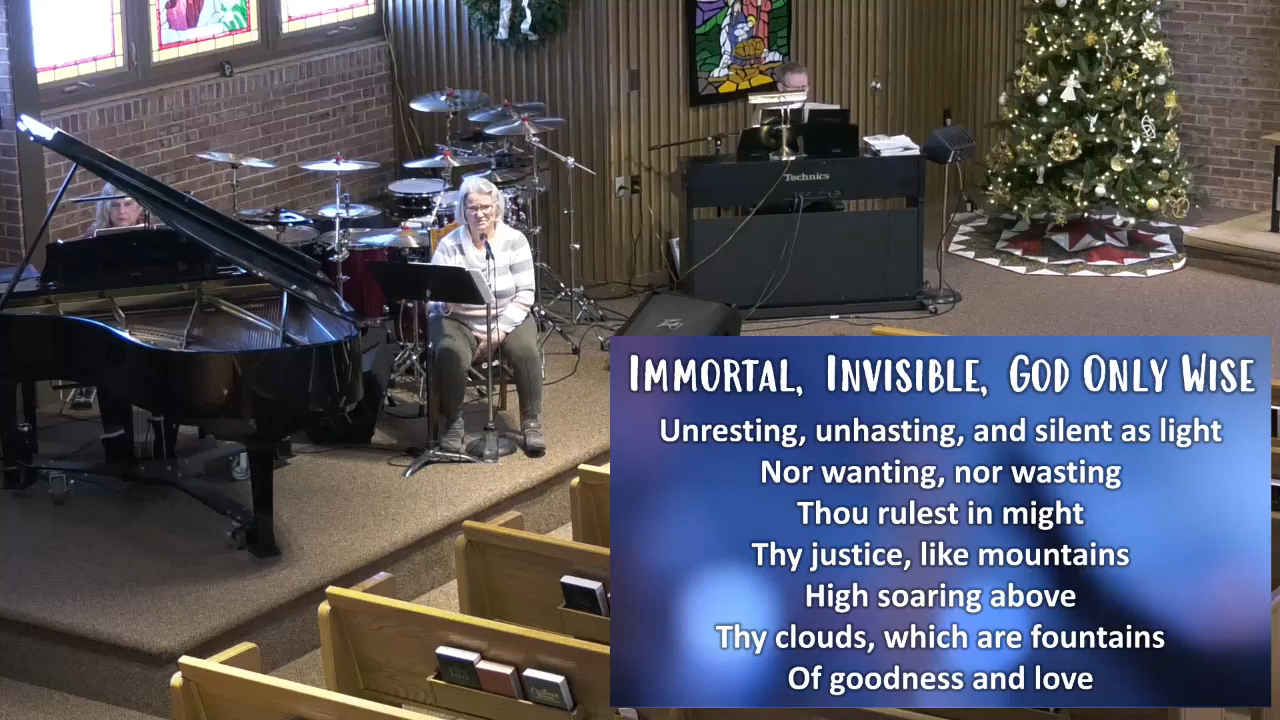 Technics
IMMORTAL, INVISIBLE, GOD ONLY WISE
Unresting, unhasting, and silent as light
Nor wanting, nor wasting
Thou rulest in might
Thy justice, like mountains
High soaring above
Thy clouds, which are fountains
Of goodness and love